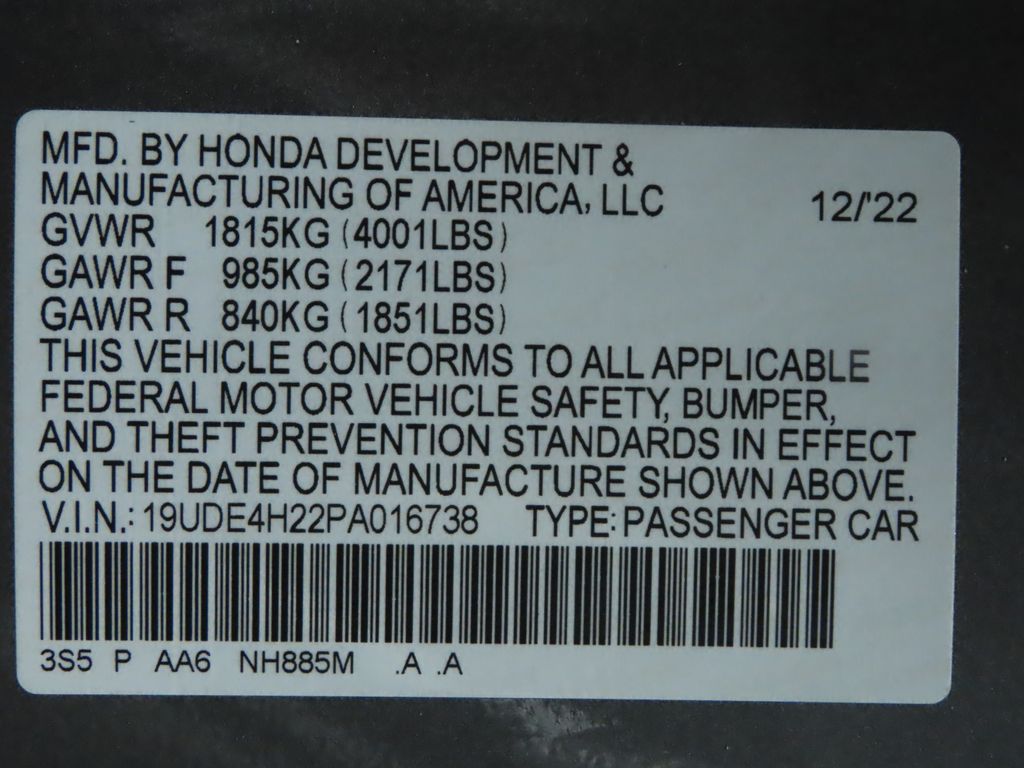 MFD. BY HONDA DEVELOPMENT &
MANUFACTURING OF AMERICA, LLC 12/'22
GVWR 1815KG (4001LBS)
GAWR F 985KG (2171LBS)
GAWR R 840KG (1851LBS)
THIS VEHICLE CONFORMS TO ALL APPLICABLE
FEDERAL MOTOR VEHICLE SAFETY, BUMPER,
AND THEFT PREVENTION STANDARDS IN EFFECT
ON THE DATE OF MANUFACTURE SHOWN ABOVE.
V.I.N.: 19UDE4H22PA016738 TYPE: PASSENGER CAR
3S5 P AA6 NH885M .A .A